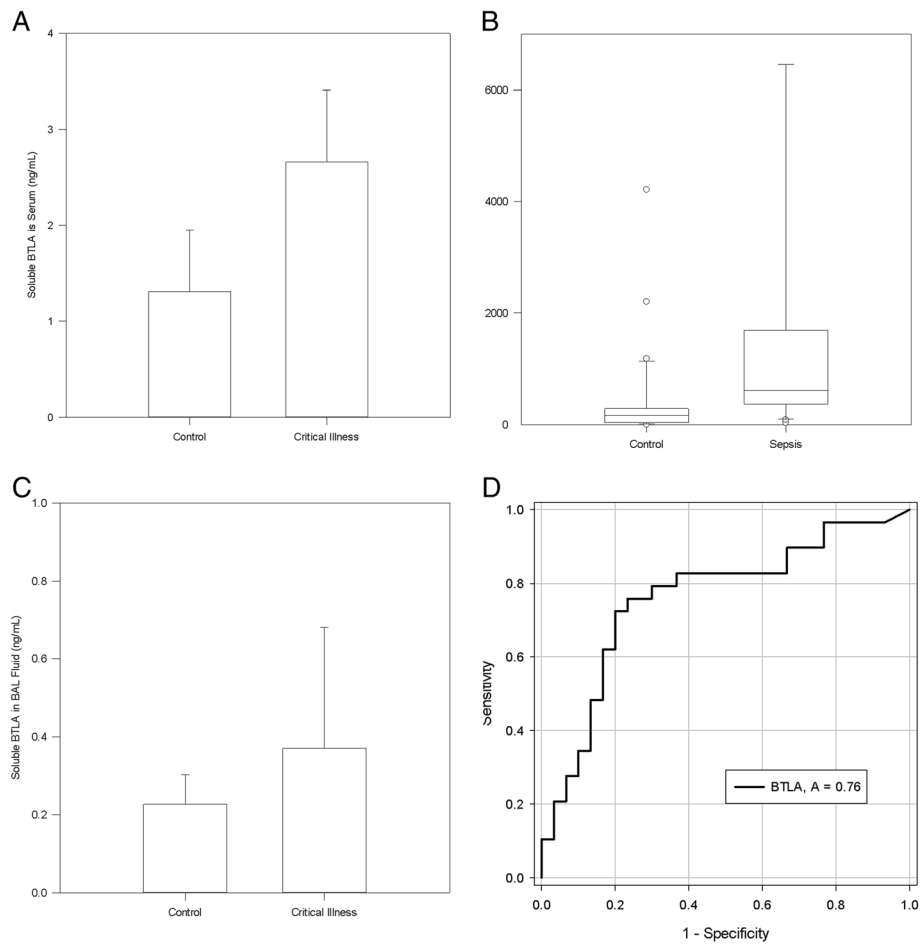 A
4
3
2
1
0
Soluble BTLA is Serum (ng/mL)
Control
Critical Illness
B
6000
4000
2000
0
Control
Sepsis
C
1.0
0.8
0.6
0.4
0.2
0.0
Soluble BTLA in BAL Fluid (ng/mL)
Control
Critical Illness
D
1.0
0.8
0.6
0.4
0.2
0.0
Sensitivity
BTLA, A = 0.76
0.0 0.2 0.4 0.6 0.8 1.0
1 - Specificity